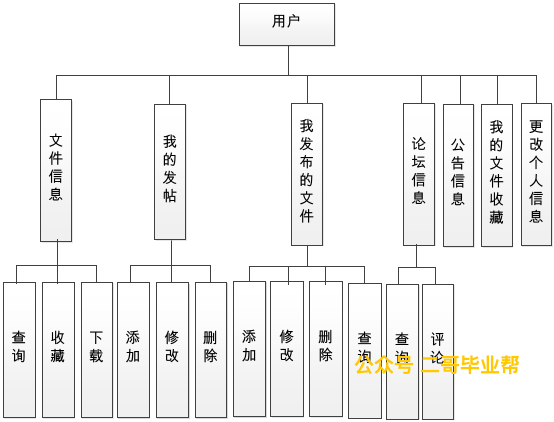 用户
文件信息
我的发帖
我发布的文件
论坛信息
公告信息
我的文件收藏
更改个人信息
查询
收藏
下载
添加
修改
删除
添加
修改
删除
查询
查询
评论
公众号 二哥毕业帮